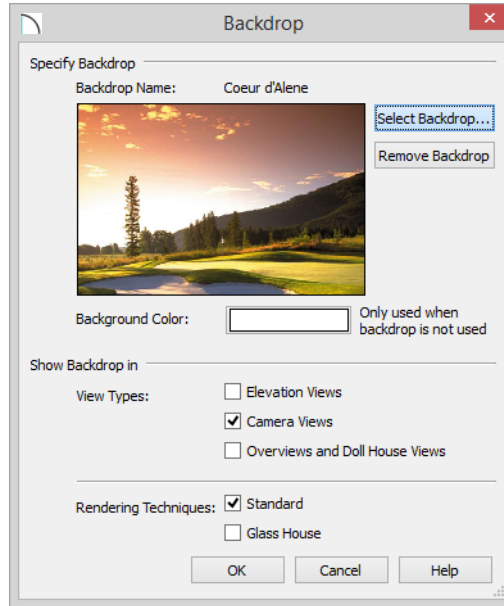 Backdrop
Specify Backdrop
Backdrop Name: Coeur d'Alene
Select Backdrop...
Remove Backdrop
Background Color:
Only used when
backdrop is not used
Show Backdrop in
View Types:
Elevation Views
Camera Views
Overviews and Doll House Views
Rendering Techniques:
Standard
Glass House
OK Cancel Help